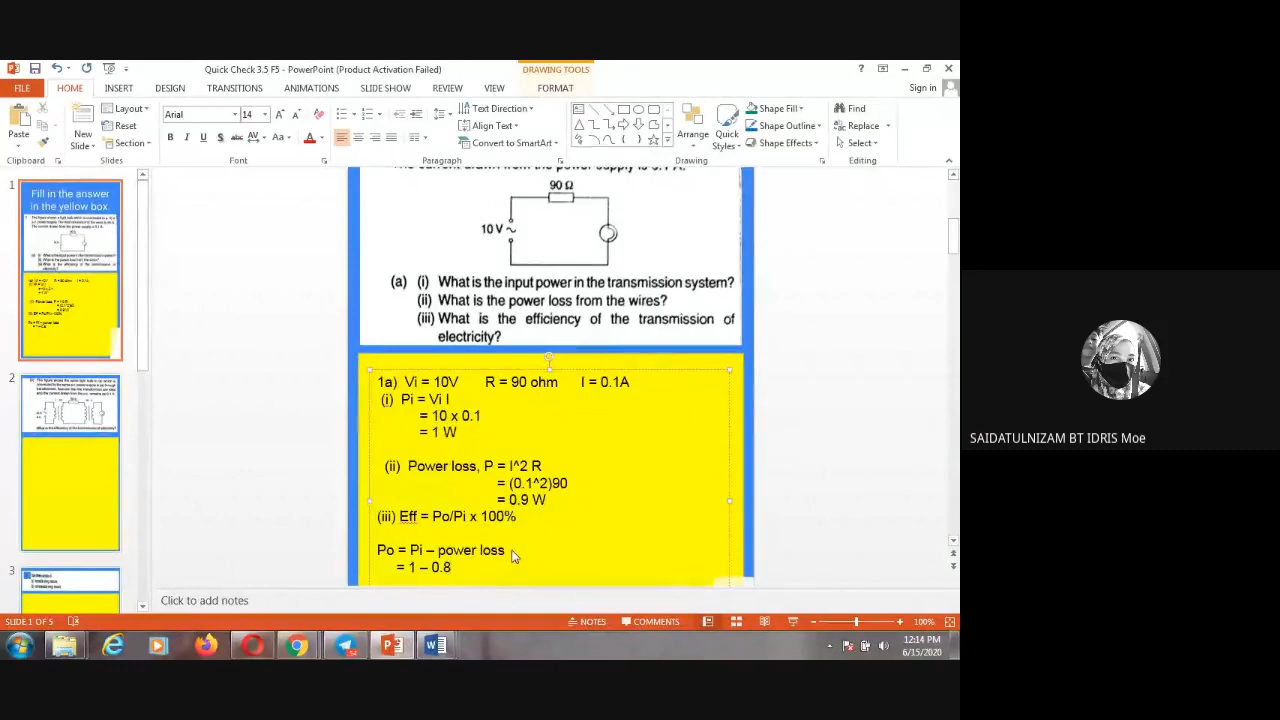 Quick Check 3.5 F5 - PowerPoint (Product Activation Failed)
DRAWING TOOLS
FILE
HOME
INSERT
DESIGN
TRANSITIONS
ANIMATIONS
SLIDE SHOW
REVIEW
VIEW
FORMAT
Sign in
Paste
New
Slide
Layout
Reset
Section
Arial
14
Text Direction
Align Text
Convert to SmartArt
Arrange
Quick
Styles
Shape Fill
Shape Outline
Shape Effects
Find
Replace
Select
Clipboard
Slides
Font
Paragraph
Drawing
Editing
1
Fill in the answer
in the yellow box.
2
3
90 Ω
10 V
(a) (i) What is the input power in the transmission system?
(ii) What is the power loss from the wires?
(iii) What is the efficiency of the transmission of
electricity?
1a) Vi = 10V R = 90 ohm I = 0.1A
(i) Pi = Vi I
= 10 x 0.1
= 1 W
(ii) Power loss, P = I^2 R
= (0.1^2)90
= 0.9 W
(iii) Eff = Po/Pi x 100%
Po = Pi – power loss
= 1 – 0.8
Click to add notes
SLIDE 1 OF 5
NOTES
COMMENTS
100%
12:14 PM
6/15/2020
SAIDATULNIZAM BT IDRIS Moe